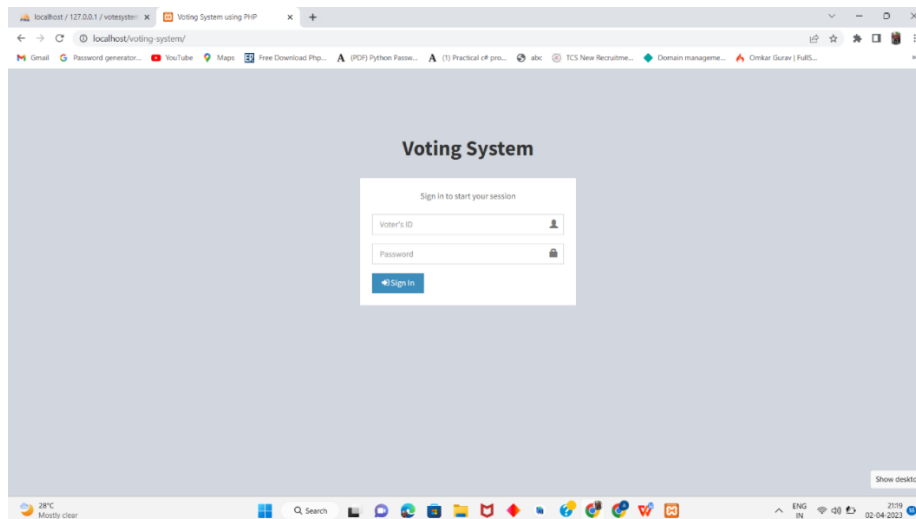 localhost / 127.0.0.1 / votesystem
Voting System using PHP
localhost/voting-system/
Gmail
Password generator...
YouTube
Maps
Free Download Php...
(PDF) Python Passw...
(1) Practical c# pro...
abc
TCS New Recruitme...
Domain manageme...
Omkar Gurav | FullS...
Voting System
Sign in to start your session
Voter's ID
Password
Sign In
Show deskto
28°C
Mostly clear
Search
ENG
IN
21:19
02-04-2023